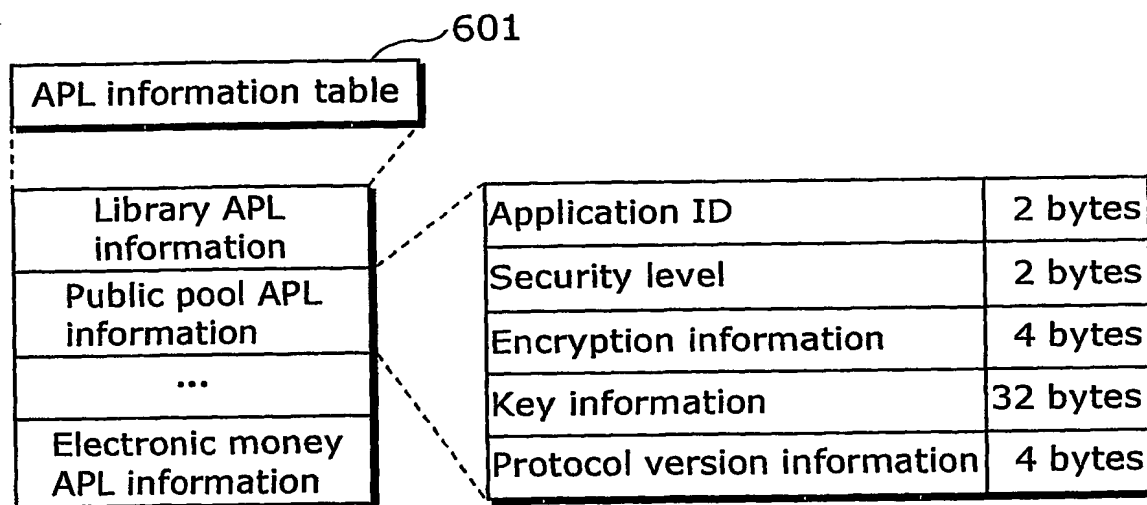 601
APL information table
Library APL
information
Public pool APL
information
...
Electronic money
APL information
Application ID 2 bytes
Security level 2 bytes
Encryption information 4 bytes
Key information 32 bytes
Protocol version information 4 bytes